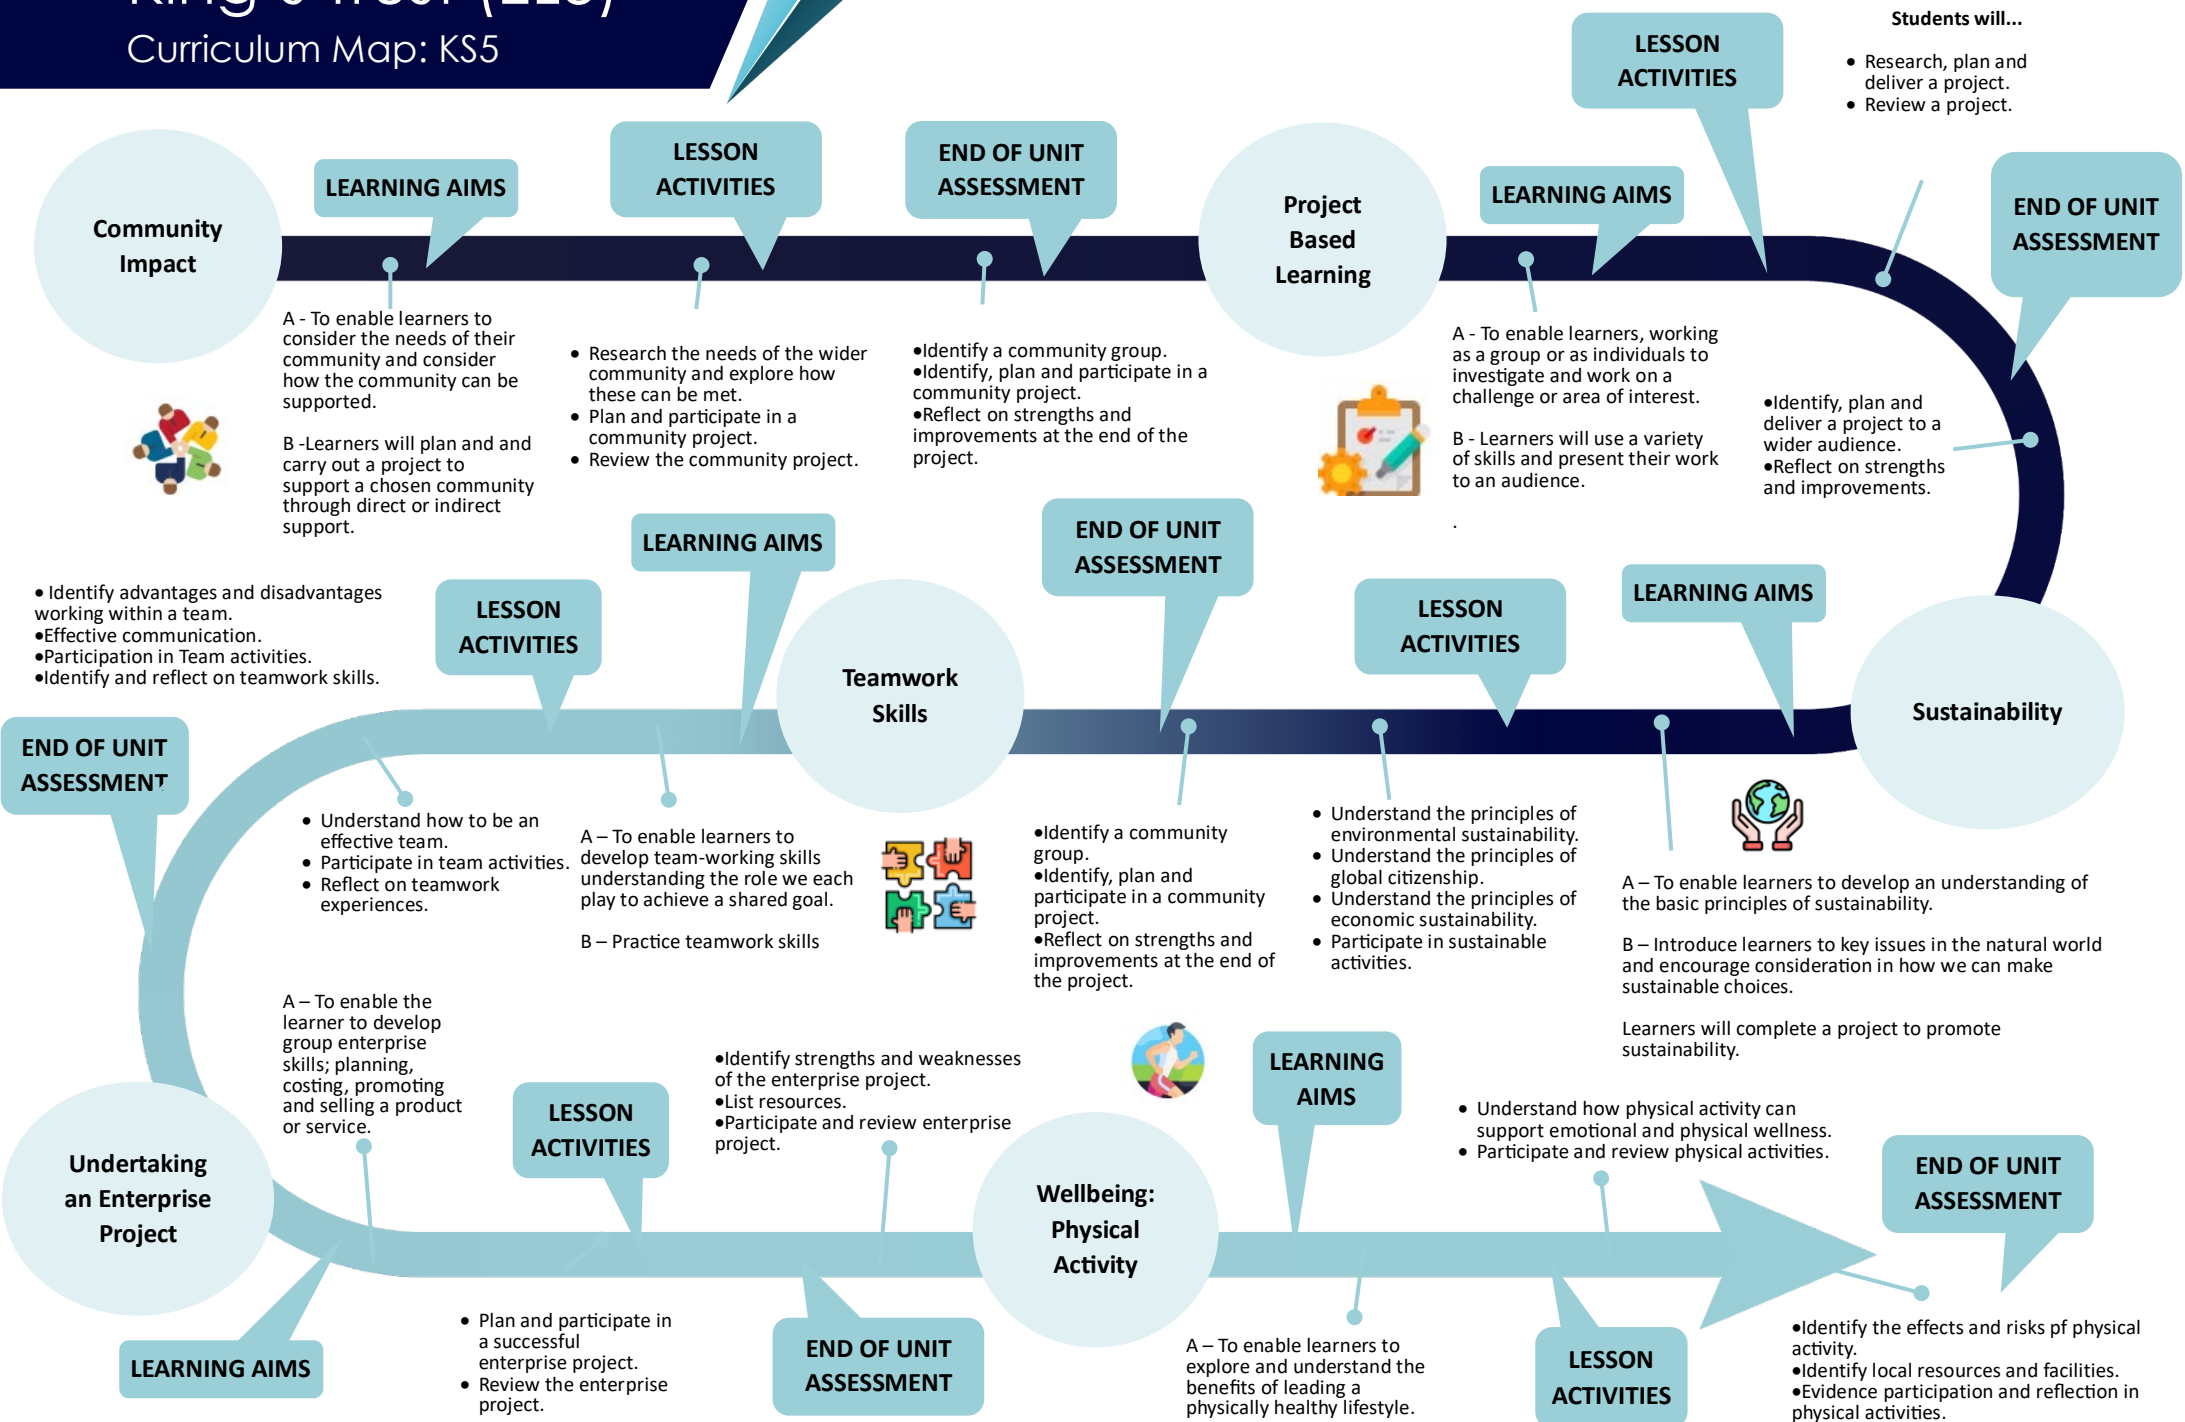 King's Trust (EL3)
Curriculum Map: KS5
Community
Impact
LEARNING AIMS
A - To enable learners to
consider the needs of their
community and consider
how the community can be
supported.
B -Learners will plan and and
carry out a project to
support a chosen community
through direct or indirect
support.
LESSON
ACTIVITIES
• Research the needs of the wider
community and explore how
these can be met.
• Plan and participate in a
community project.
• Review the community project.
END OF UNIT
ASSESSMENT
•Identify a community group.
•Identify, plan and participate in a
community project.
•Reflect on strengths and
improvements at the end of the
project.
Project
Based
Learning
LEARNING AIMS
A - To enable learners, working
as a group or as individuals to
investigate and work on a
challenge or area of interest.
B - Learners will use a variety
of skills and present their work
to an audience.
.
LESSON
ACTIVITIES
Students will...
• Research, plan and
deliver a project.
• Review a project.
END OF UNIT
ASSESSMENT
•Identify, plan and
deliver a project to a
wider audience.
•Reflect on strengths
and improvements.
Sustainability
LEARNING AIMS
A – To enable learners to develop an understanding of
the basic principles of sustainability.
B – Introduce learners to key issues in the natural world
and encourage consideration in how we can make
sustainable choices.
Learners will complete a project to promote
sustainability.
LESSON
ACTIVITIES
• Understand the principles of
environmental sustainability.
• Understand the principles of
global citizenship.
• Understand the principles of
economic sustainability.
• Participate in sustainable
activities.
END OF UNIT
ASSESSMENT
•Identify a community
group.
•Identify, plan and
participate in a community
project.
•Reflect on strengths and
improvements at the end of
the project.
Teamwork
Skills
LEARNING AIMS
A – To enable learners to
develop team-working skills
understanding the role we each
play to achieve a shared goal.
B – Practice teamwork skills
LESSON
ACTIVITIES
• Understand how to be an
effective team.
• Participate in team activities.
• Reflect on teamwork
experiences.
END OF UNIT
ASSESSMENT
• Identify advantages and disadvantages
working within a team.
•Effective communication.
•Participation in Team activities.
•Identify and reflect on teamwork skills.
Undertaking
an Enterprise
Project
LEARNING AIMS
A – To enable the
learner to develop
group enterprise
skills; planning,
costing, promoting
and selling a product
or service.
LESSON
ACTIVITIES
• Plan and participate in
a successful
enterprise project.
• Review the enterprise
project.
END OF UNIT
ASSESSMENT
•Identify strengths and weaknesses
of the enterprise project.
•List resources.
•Participate and review enterprise
project.
Wellbeing:
Physical
Activity
LEARNING
AIMS
A – To enable learners to
explore and understand the
benefits of leading a
physically healthy lifestyle.
LESSON
ACTIVITIES
• Understand how physical activity can
support emotional and physical wellness.
• Participate and review physical activities.
END OF UNIT
ASSESSMENT
•Identify the effects and risks pf physical
activity.
•Identify local resources and facilities.
•Evidence participation and reflection in
physical activities.